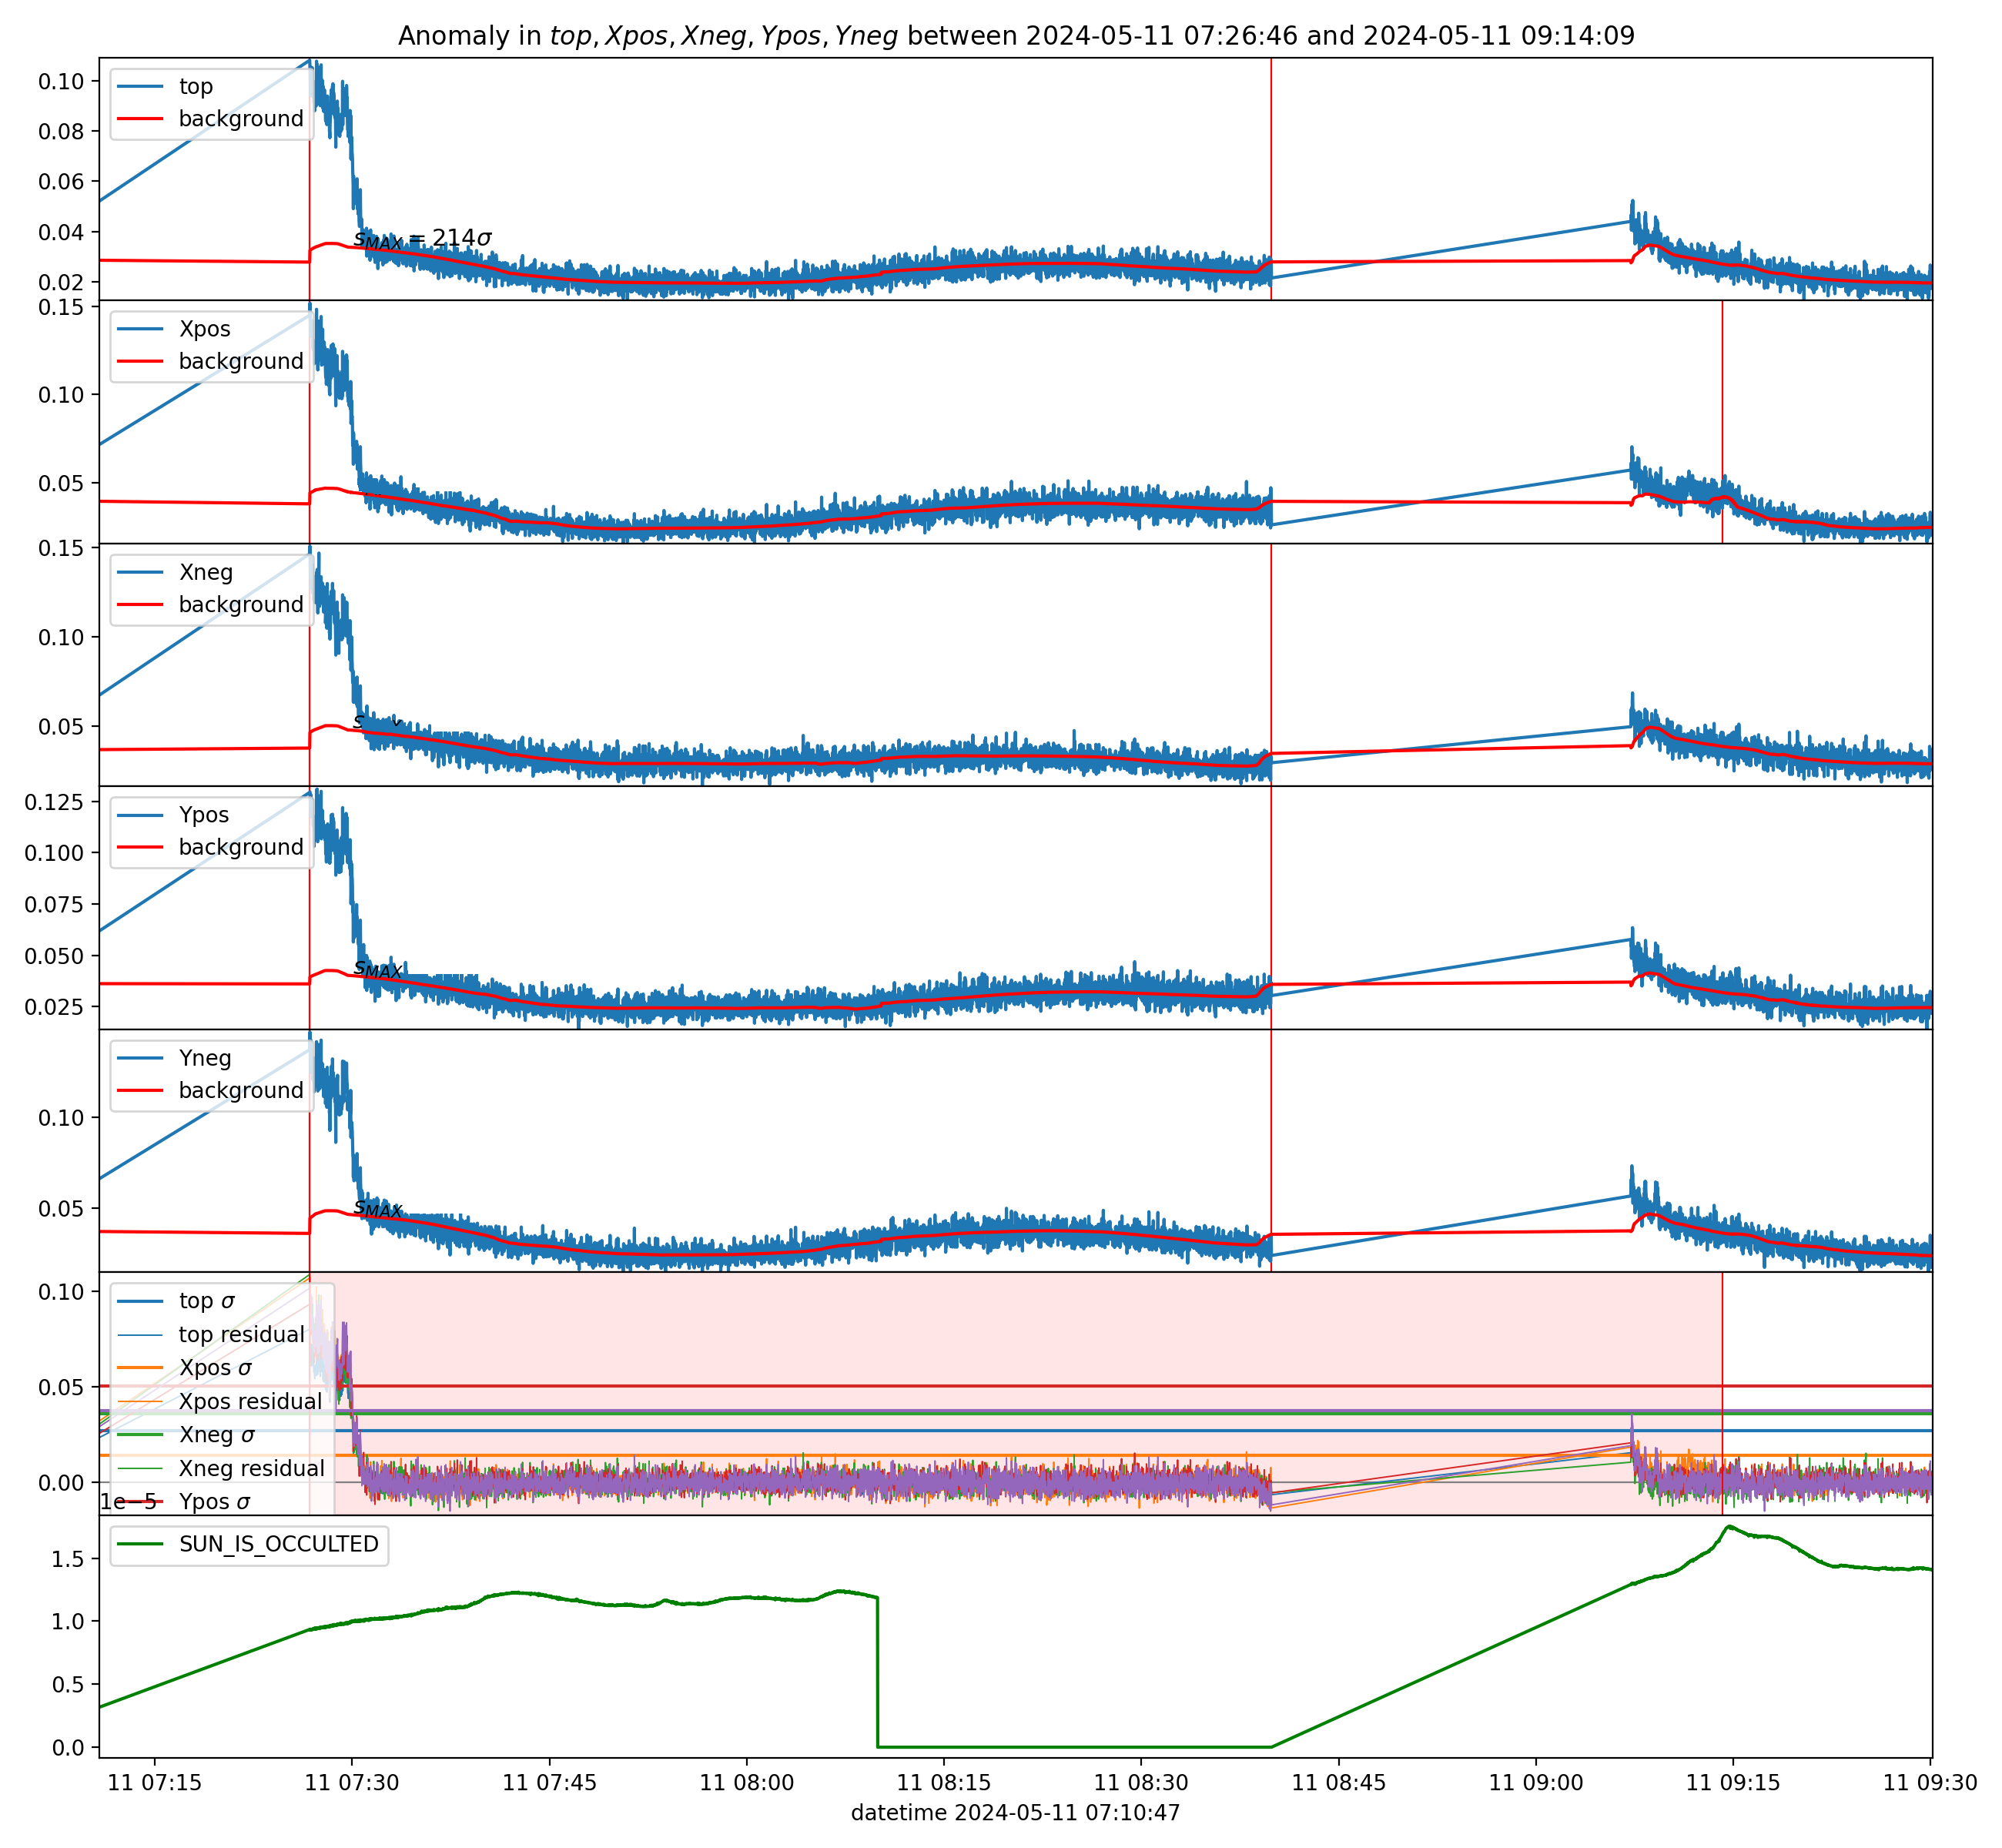 Anomaly in top, Xpos, Xneg, Ypos, Yneg between 2024-05-11 07:26:46 and 2024-05-11 09:14:09
0.10
0.08
0.06
0.04
0.02
top
background
sMAX = 214σ
0.15
0.10
0.05
Xpos
background
0.15
0.10
0.05
Xneg
background
0.125
0.100
0.075
0.050
0.025
Ypos
background
sMAX
0.10
0.05
Yneg
background
sMAX
0.10
0.05
0.00
top σ
top residual
Xpos σ
Xpos residual
Xneg σ
Xneg residual
Ypos σ
1e−5
1.5
1.0
0.5
0.0
SUN_IS_OCCULTED
11 07:15
11 07:30
11 07:45
11 08:00
11 08:15
11 08:30
11 08:45
11 09:00
11 09:15
11 09:30
datetime 2024-05-11 07:10:47